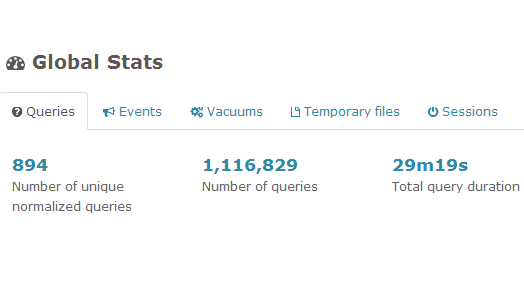 Global Stats
Queries Events Vacuums Temporary files Sessions
894 1,116,829 29m19s
Number of unique Number of queries Total query duration
normalized queries